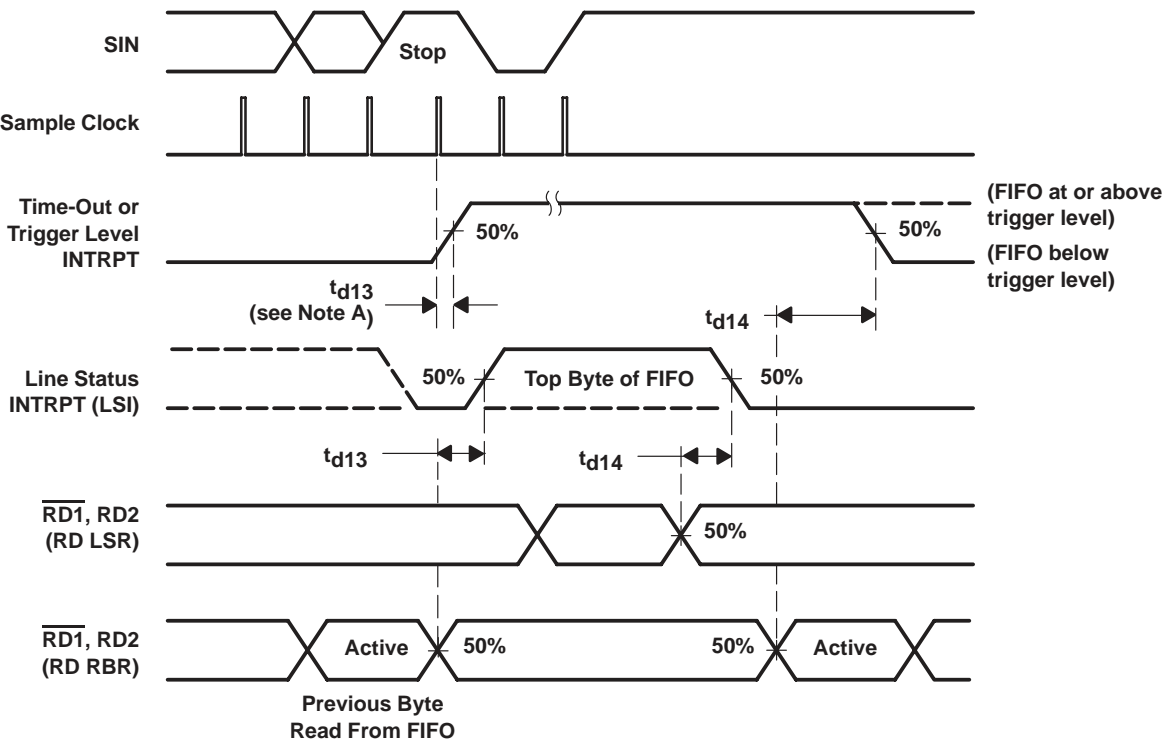 SIN
Stop
Sample Clock
Time-Out or
Trigger Level
INTRPT
50%
50%
(FIFO at or above
trigger level)
(FIFO below
trigger level)
td13
(see Note A)
td14
Line Status
INTRPT (LSI)
50%
Top Byte of FIFO
50%
td13
td14
RD1, RD2
(RD LSR)
50%
RD1, RD2
(RD RBR)
Active
50%
50%
Active
Previous Byte
Read From FIFO